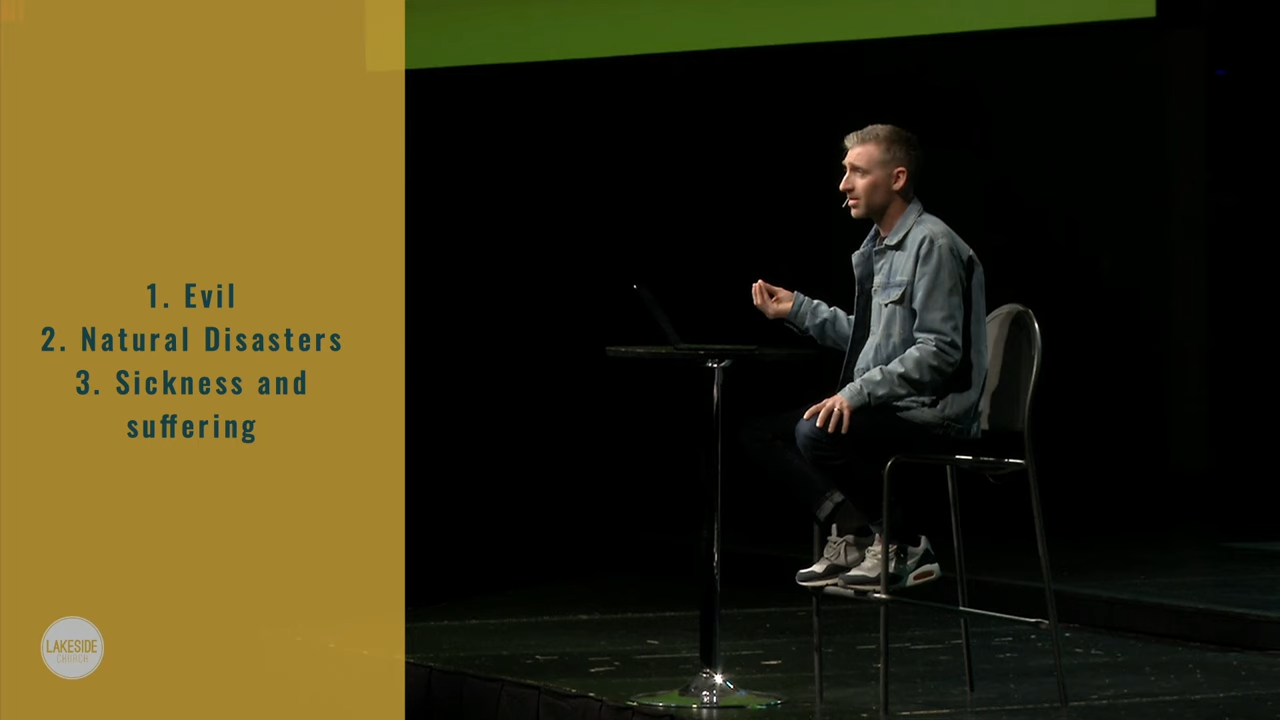 1. Evil
2. Natural Disasters
3. Sickness and
suffering
LAKESIDE
CHURCH